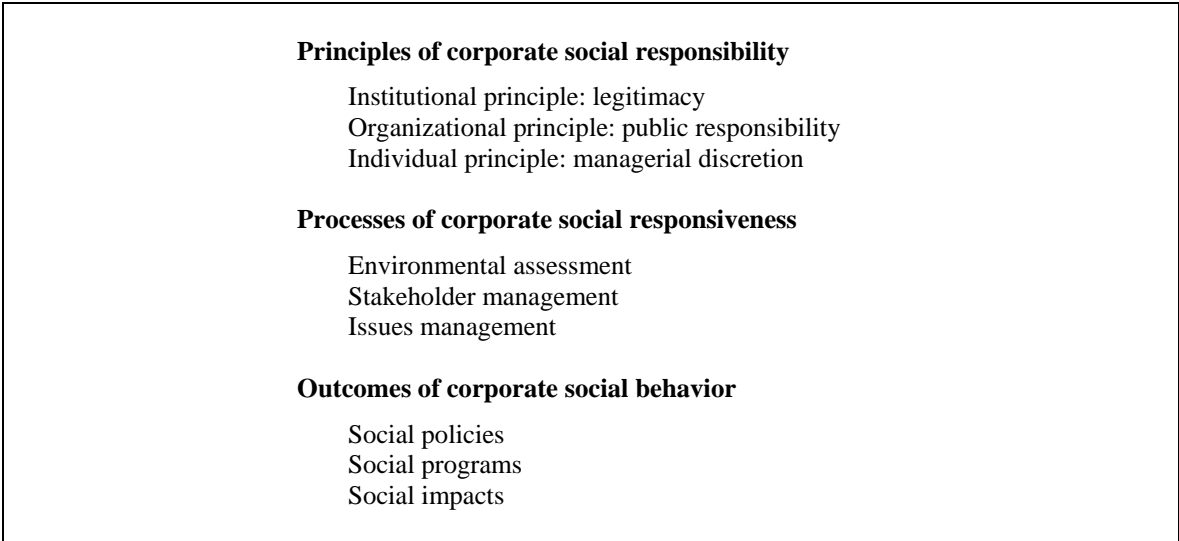 Principles of corporate social responsibility
Institutional principle: legitimacy
Organizational principle: public responsibility
Individual principle: managerial discretion
Processes of corporate social responsiveness
Environmental assessment
Stakeholder management
Issues management
Outcomes of corporate social behavior
Social policies
Social programs
Social impacts